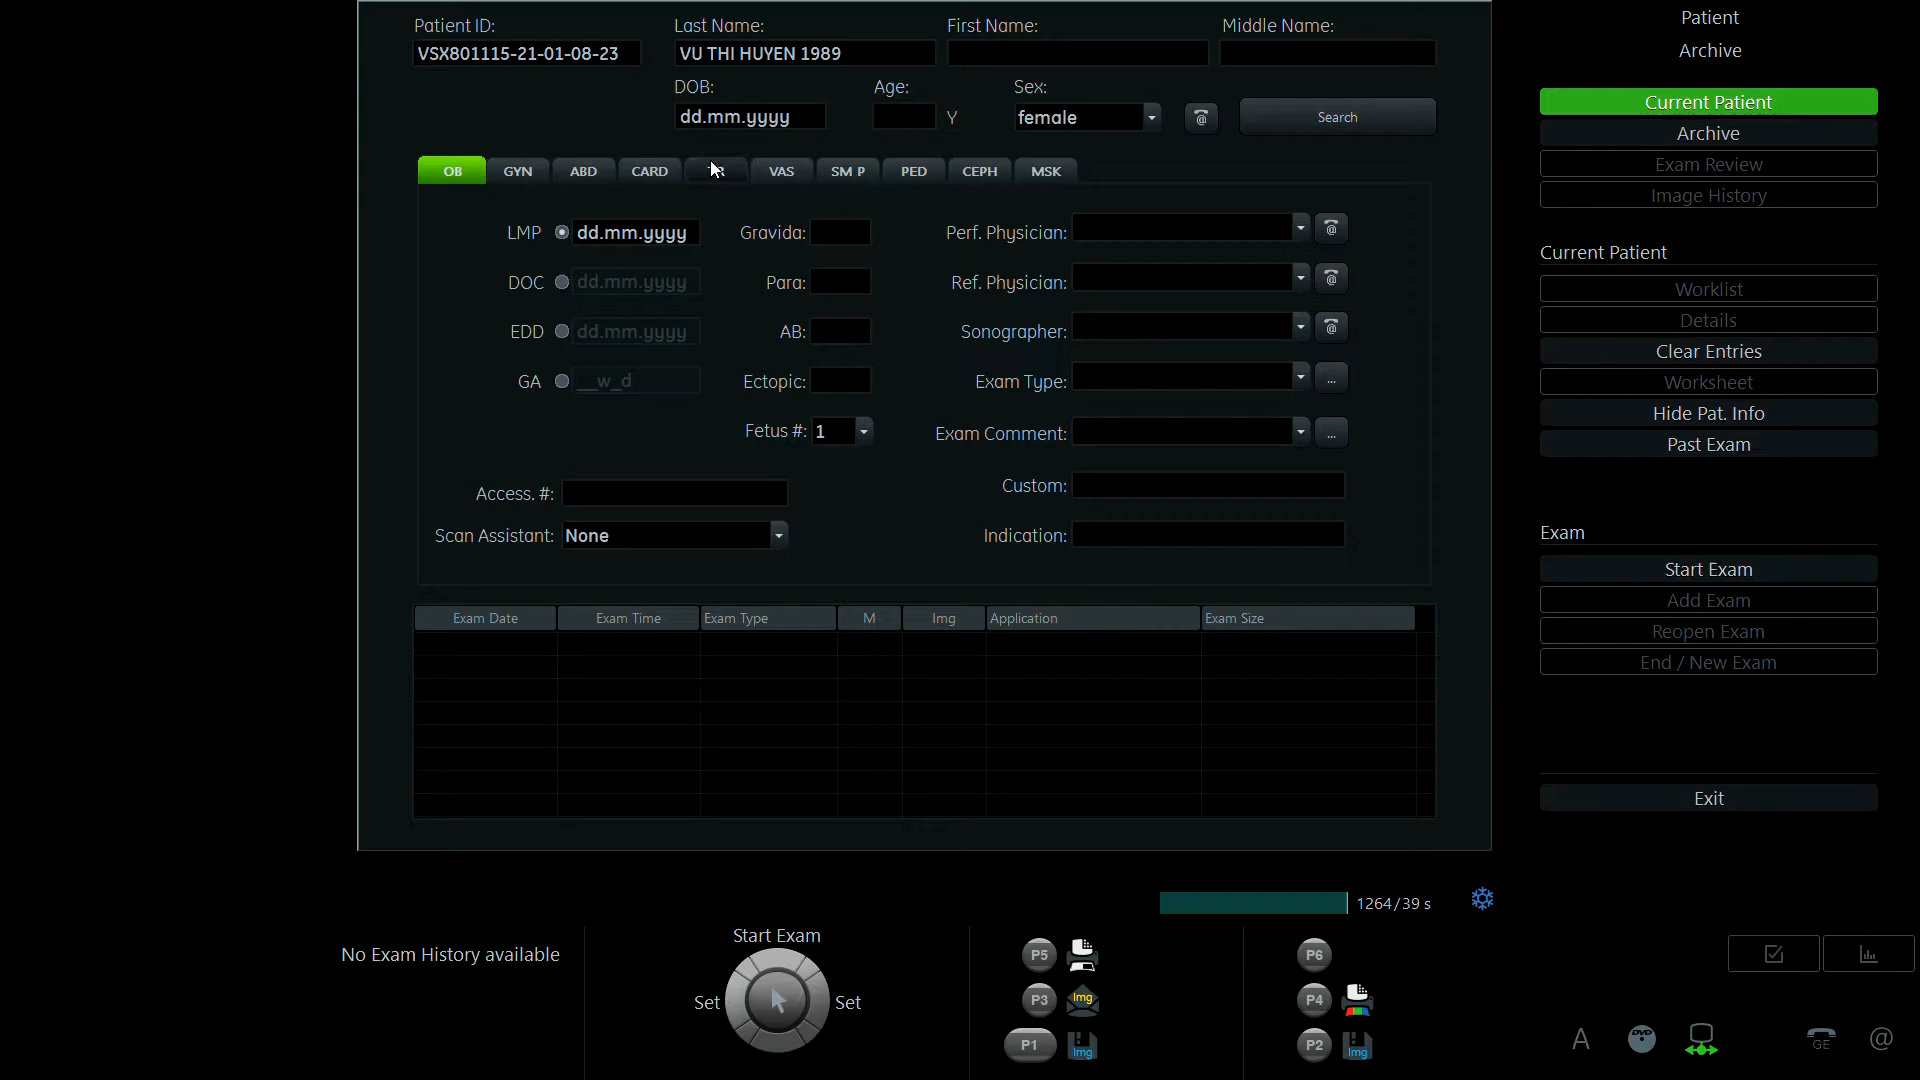 Patient ID: Last Name: First Name: Middle Name:
VSX801115-21-01-08-23 VU THI HUYEN 1989
DOB: Age: Sex:
dd.mm.yyyy Y female @ Search
OB GYN ABD CARD VAS SM P PED CEPH MSK
LMP dd.mm.yyyy Gravida: Perf. Physician: @
DOC dd.mm.yyyy Para: Ref. Physician: @
EDD dd.mm.yyyy AB: Sonographer: @
GA __w_d Ectopic: Exam Type: ...
Fetus #: 1 Exam Comment: ...
Access. #: Custom:
Scan Assistant: None Indication:
Exam Date Exam Time Exam Type M Img Application Exam Size
1264/39 s
No Exam History available
Start Exam
Set Set
P5
P3 Img
P1 Img
P6
P4
P2 Img
Patient
Archive
Current Patient
Archive
Exam Review
Image History
Current Patient
Worklist
Details
Clear Entries
Worksheet
Hide Pat. Info
Past Exam
Exam
Start Exam
Add Exam
Reopen Exam
End / New Exam
Exit
A DVD GE @